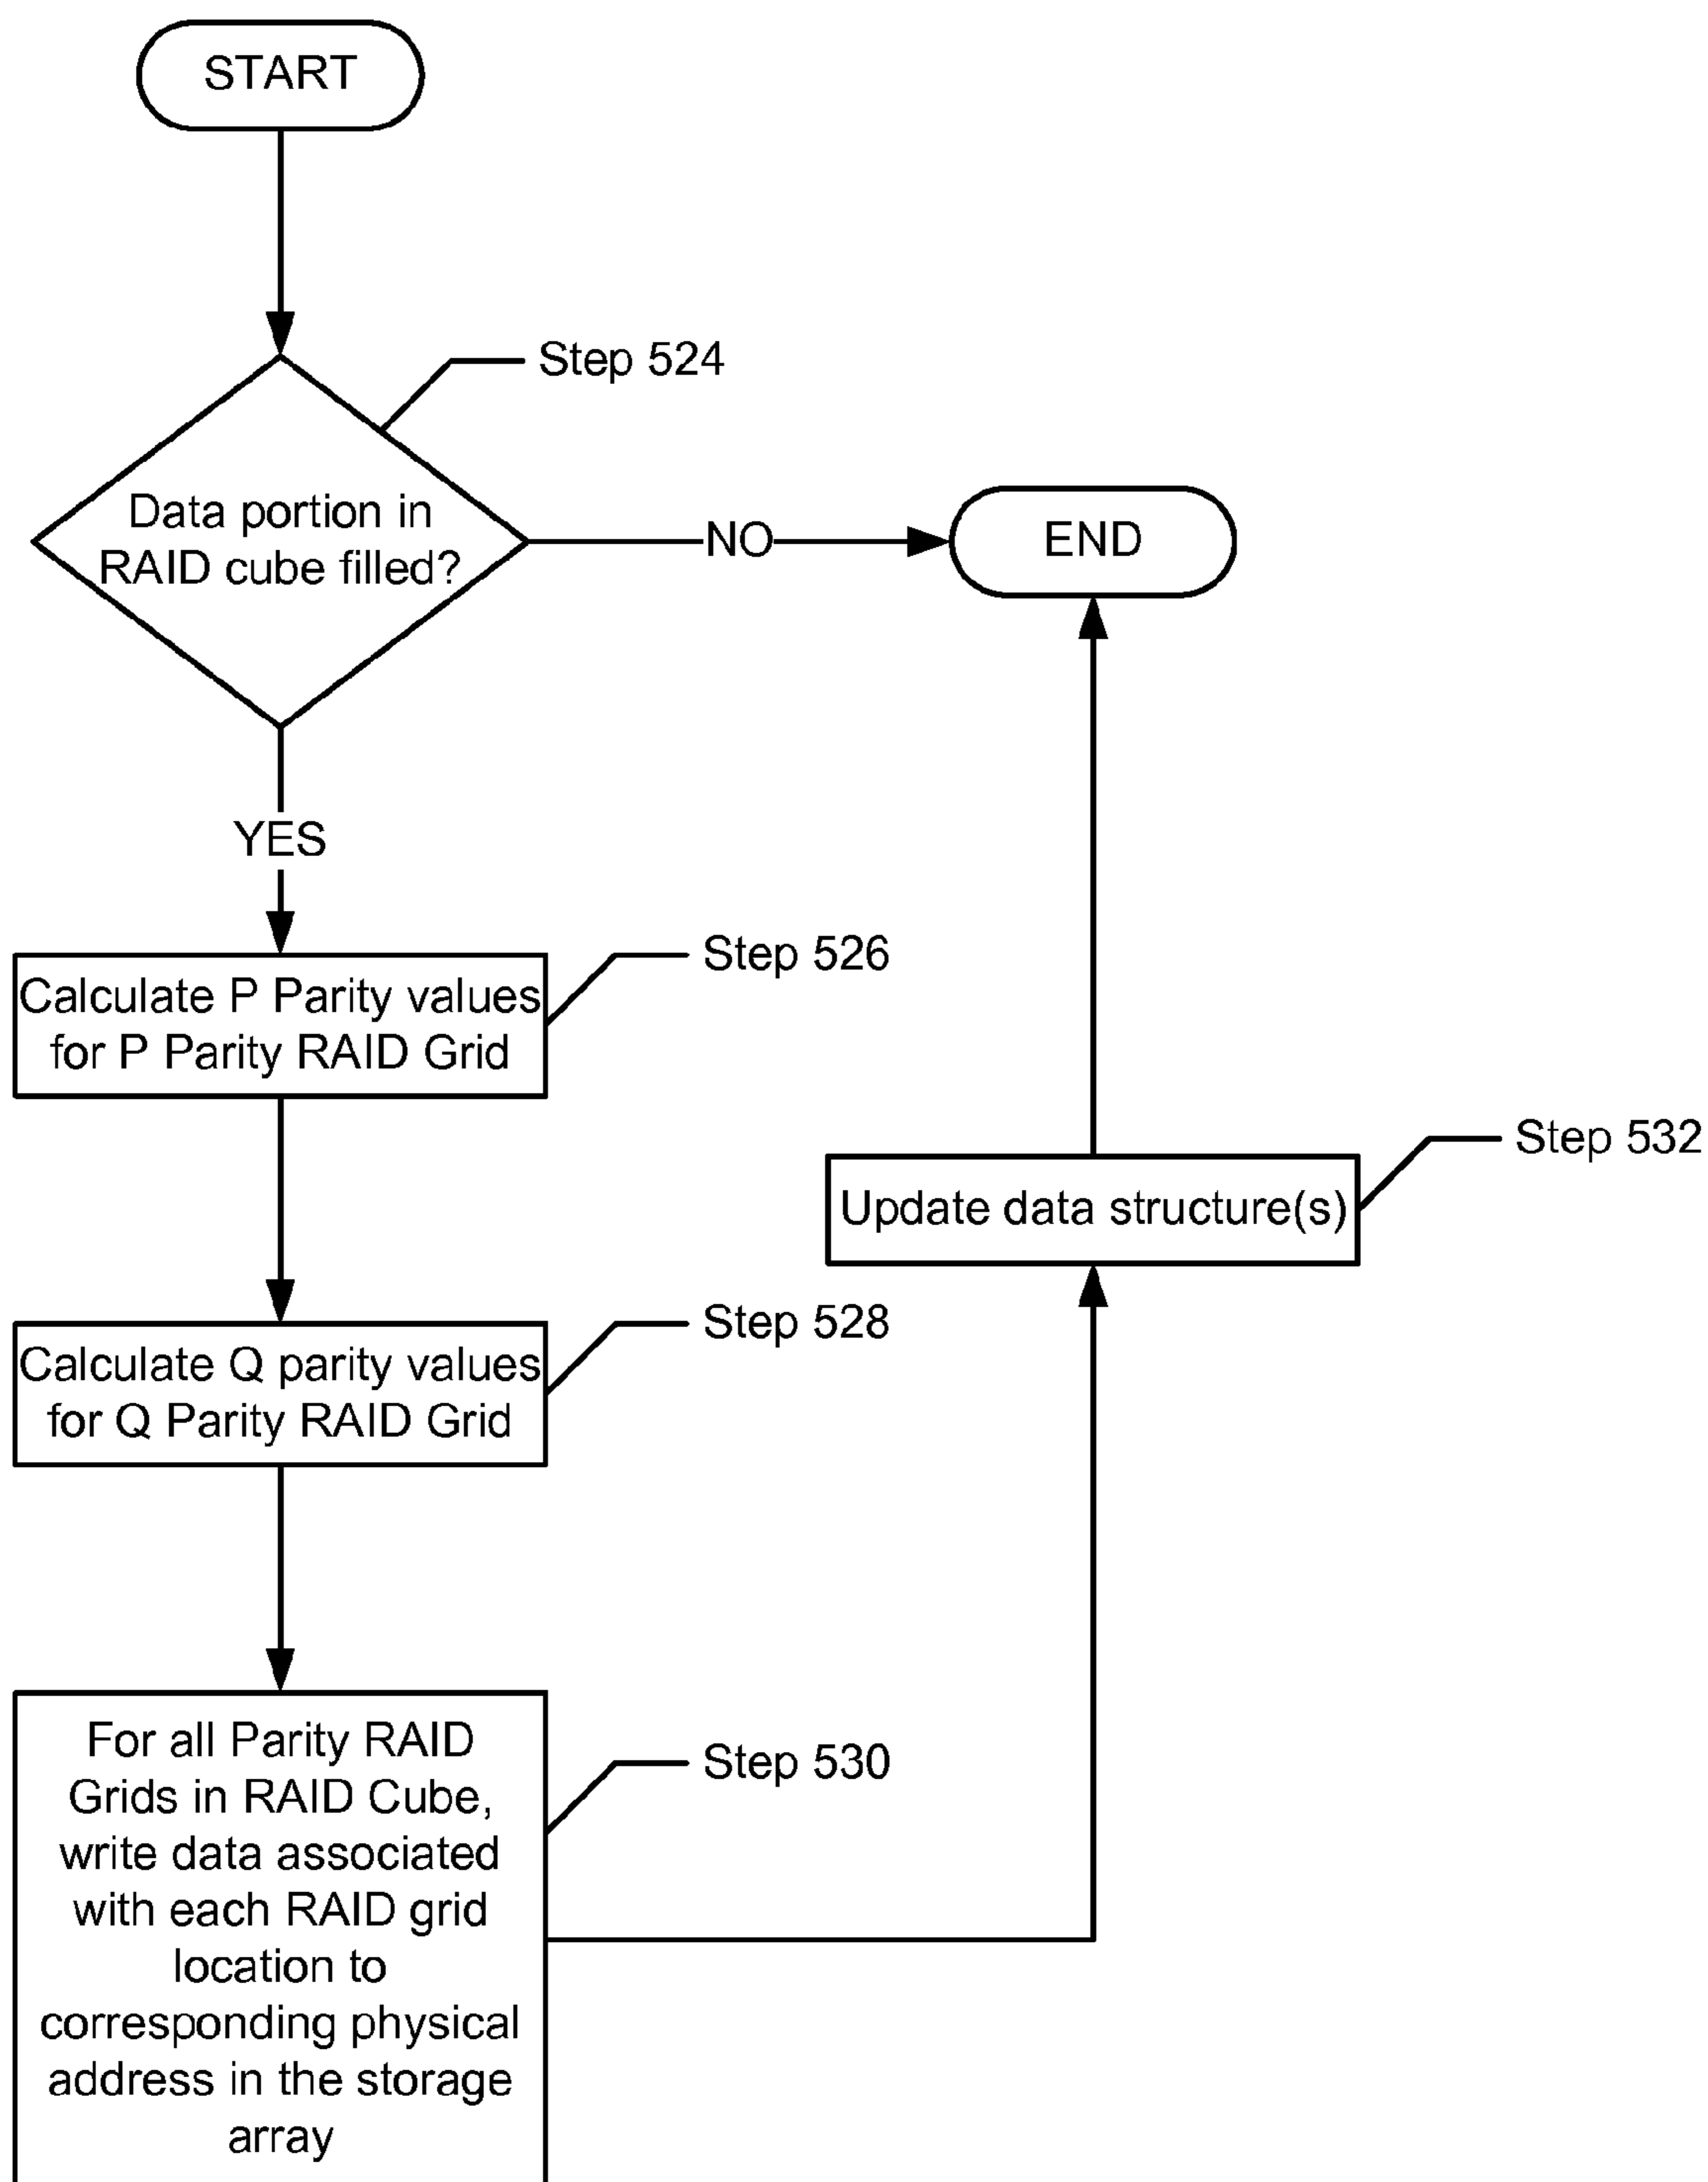 START
Step 524
Data portion in
RAID cube filled?
NO
END
YES
Step 526
Calculate P Parity values
for P Parity RAID Grid
Step 532
Update data structure(s)
Step 528
Calculate Q parity values
for Q Parity RAID Grid
Step 530
For all Parity RAID
Grids in RAID Cube,
write data associated
with each RAID grid
location to
corresponding physical
address in the storage
array